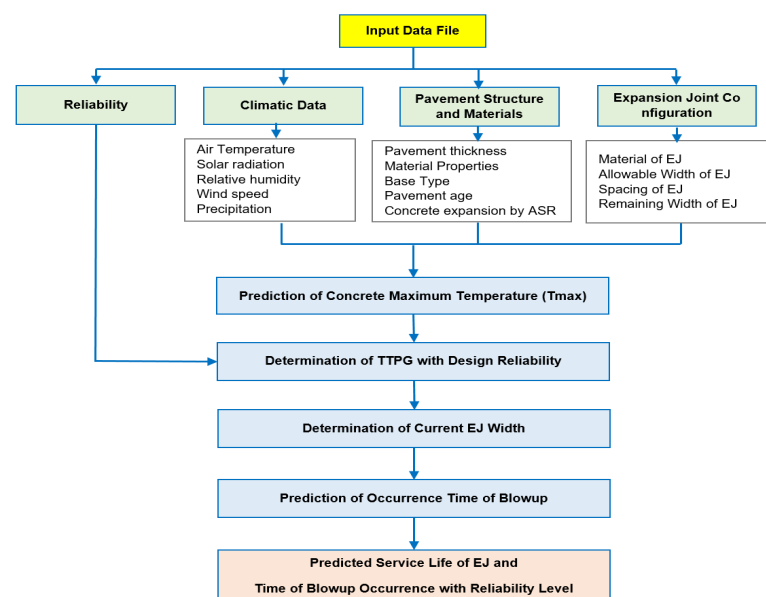 Input Data File
Reliability
Climatic Data
Pavement Structure
and Materials
Expansion Joint Co
nfiguration
Air Temperature
Solar radiation
Relative humidity
Wind speed
Precipitation
Pavement thickness
Material Properties
Base Type
Pavement age
Concrete expansion by ASR
Material of EJ
Allowable Width of EJ
Spacing of EJ
Remaining Width of EJ
Prediction of Concrete Maximum Temperature (Tmax)
Determination of TTPG with Design Reliability
Determination of Current EJ Width
Prediction of Occurrence Time of Blowup
Predicted Service Life of EJ and
Time of Blowup Occurrence with Reliability Level